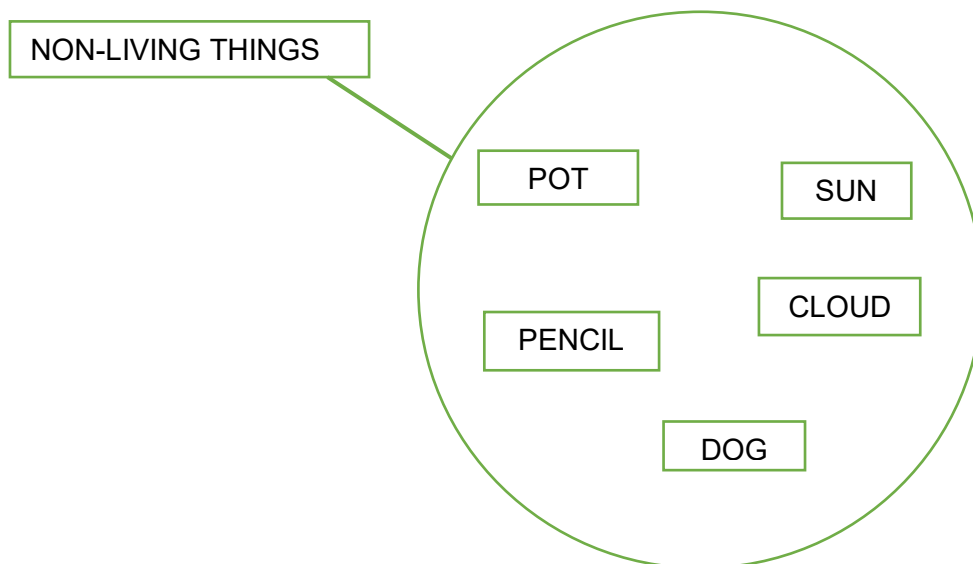 NON-LIVING THINGS
POT
SUN
CLOUD
PENCIL
DOG